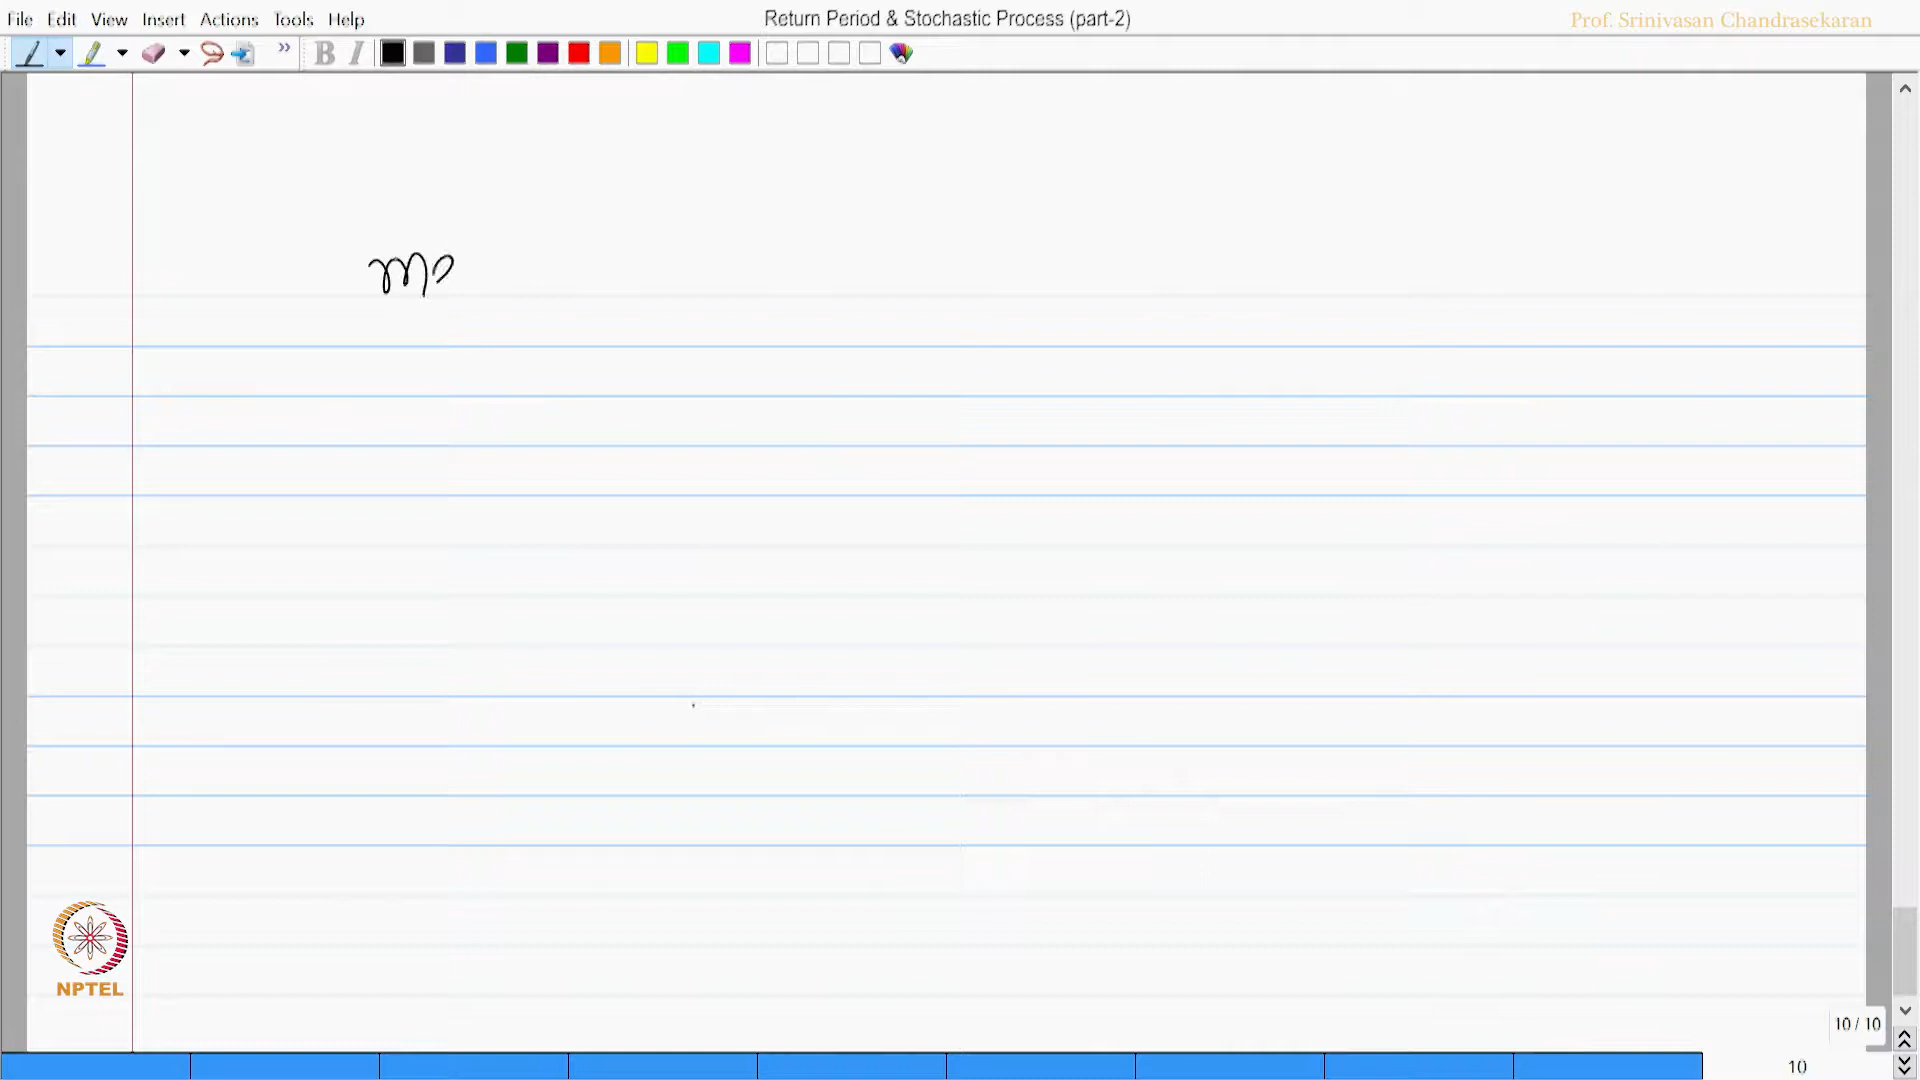 File Edit View Insert Actions Tools Help
Return Period & Stochastic Process (part-2)
Prof. Srinivasan Chandrasekaran
B I
NPTEL
10 / 10
10